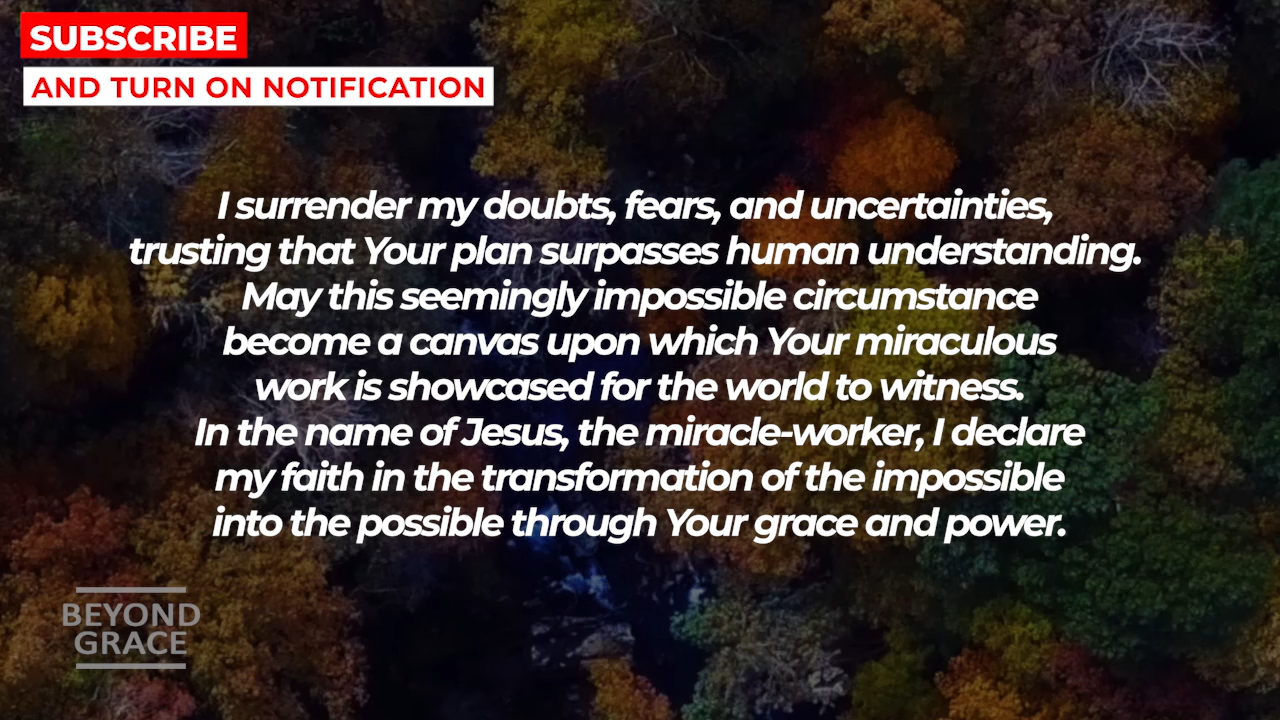 SUBSCRIBE
AND TURN ON NOTIFICATION
I surrender my doubts, fears, and uncertainties,
trusting that Your plan surpasses human understanding.
May this seemingly impossible circumstance
become a canvas upon which Your miraculous
work is showcased for the world to witness.
In the name of Jesus, the miracle-worker, I declare
my faith in the transformation of the impossible
into the possible through Your grace and power.
BEYOND
GRACE